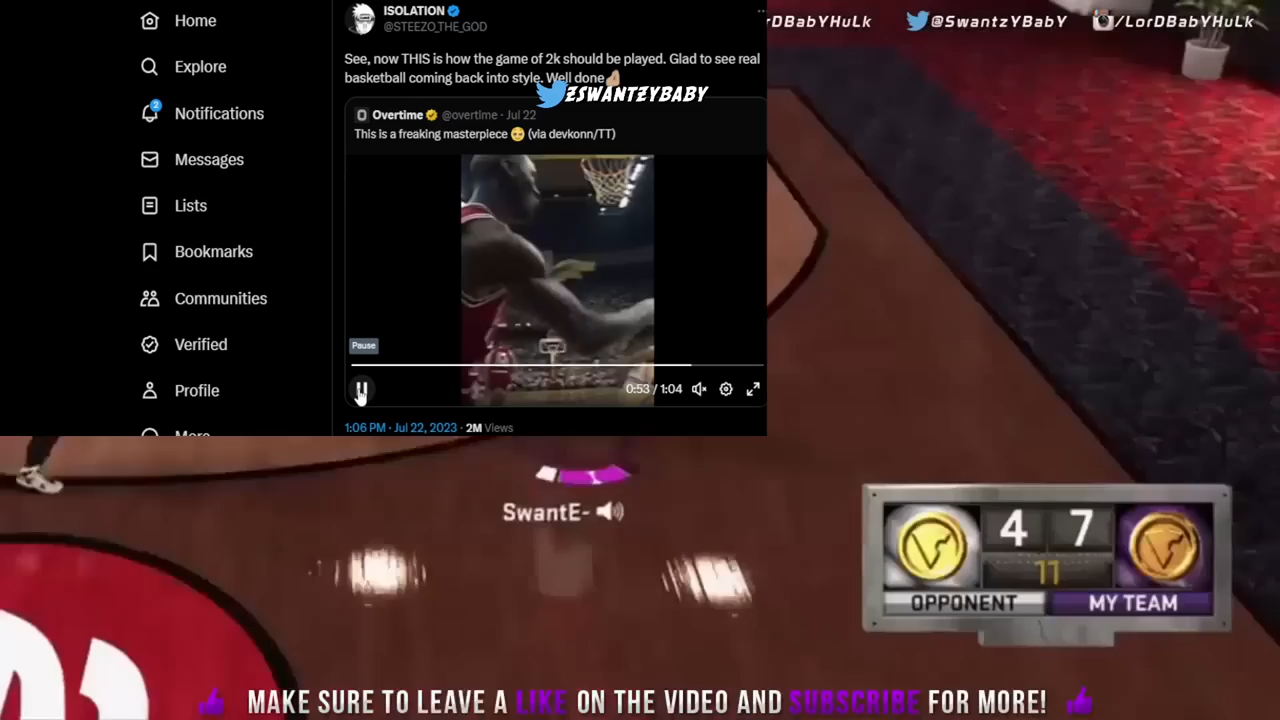 Home
Explore
2
Notifications
Messages
Lists
Bookmarks
Communities
Verified
Profile
ISOLATION
@STEEZO_THE_GOD
See, now THIS is how the game of 2k should be played. Glad to see real
basketball coming back into style. Well done
ZSWANTZYBABY
Overtime @overtime · Jul 22
This is a freaking masterpiece (via devkonn/TT)
Pause
0:53 / 1:04
1:06 PM · Jul 22, 2023 · 2M Views
rDBabYHuLk
@SwantzYBabY
/LorDBabYHuLk
SwantE-
4 7
11
OPPONENT
MY TEAM
MAKE SURE TO LEAVE A LIKE ON THE VIDEO AND SUBSCRIBE FOR MORE!